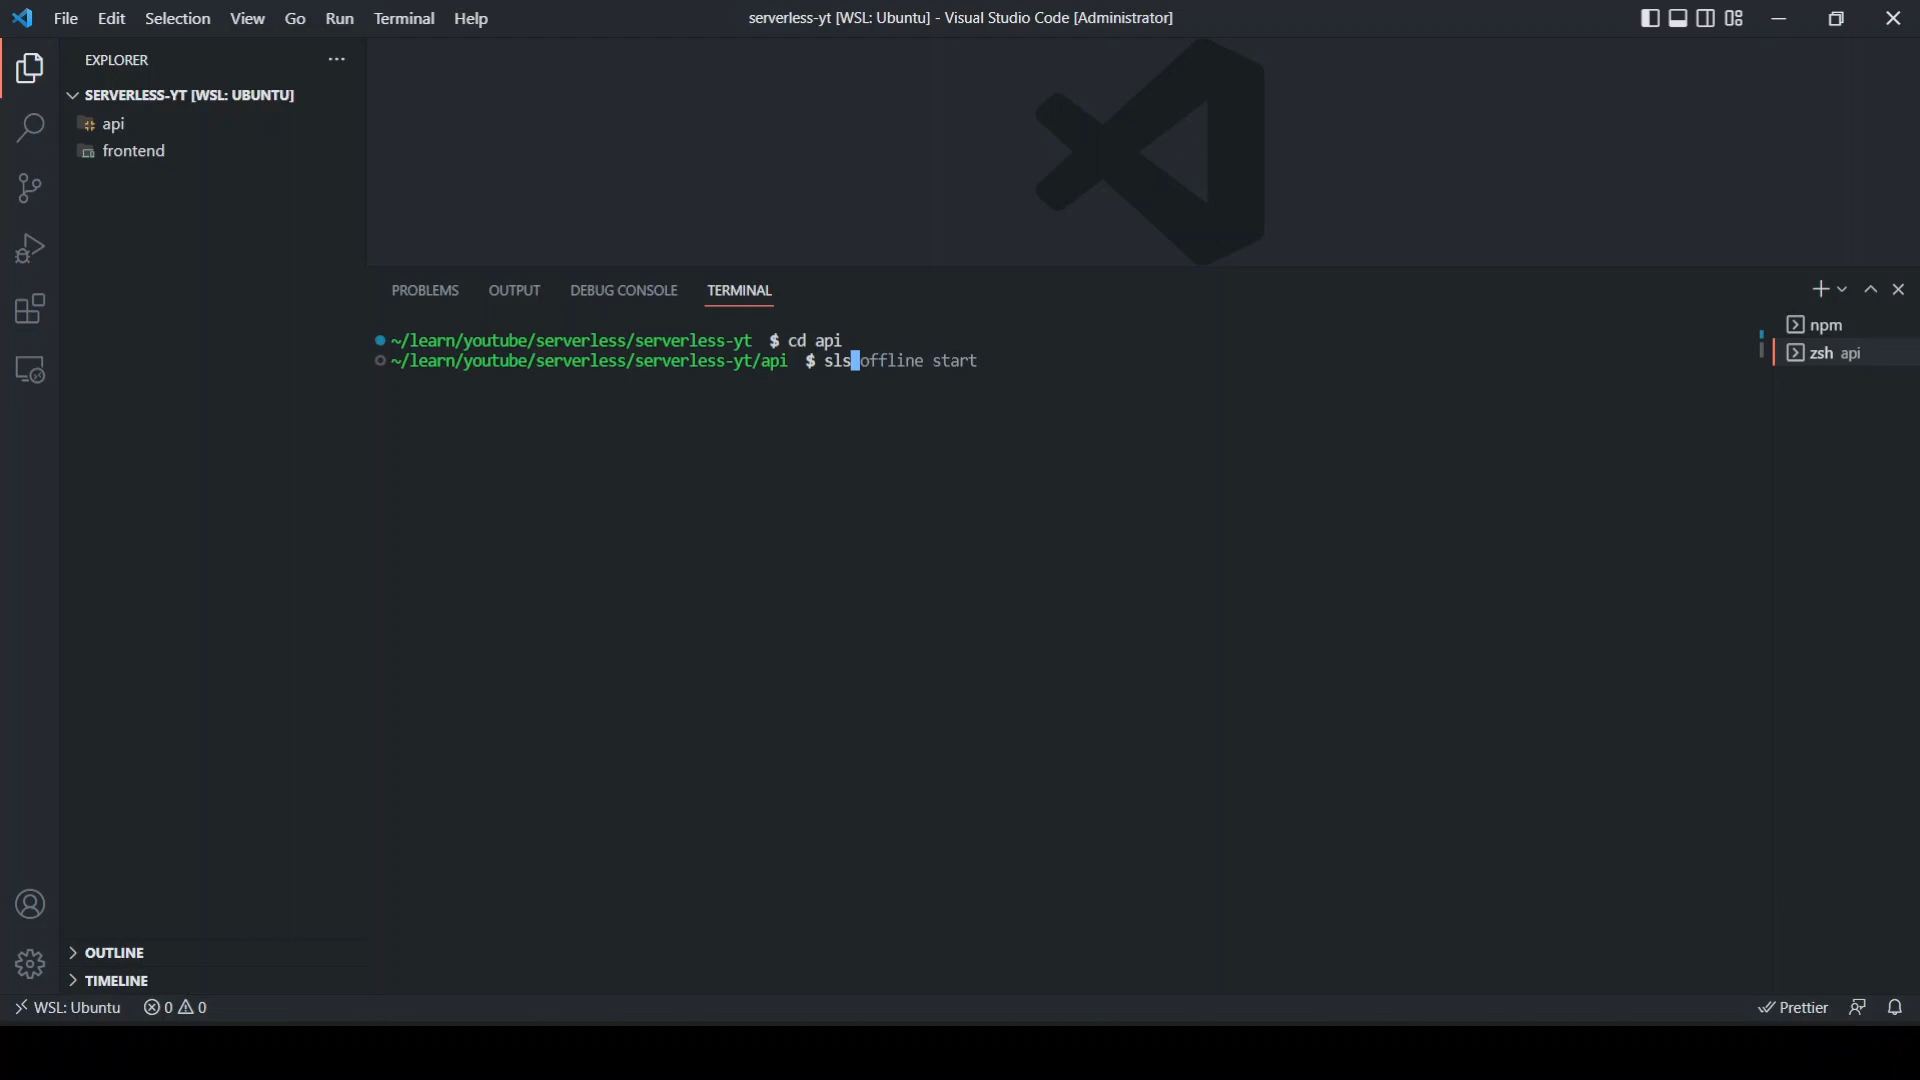 File Edit Selection View Go Run Terminal Help
serverless-yt [WSL: Ubuntu] - Visual Studio Code [Administrator]
EXPLORER
SERVERLESS-YT [WSL: UBUNTU]
api
frontend
PROBLEMS OUTPUT DEBUG CONSOLE TERMINAL
~/learn/youtube/serverless/serverless-yt $ cd api
~/learn/youtube/serverless/serverless-yt/api $ sls offline start
npm
zsh api
OUTLINE
TIMELINE
WSL: Ubuntu 0 0
Prettier